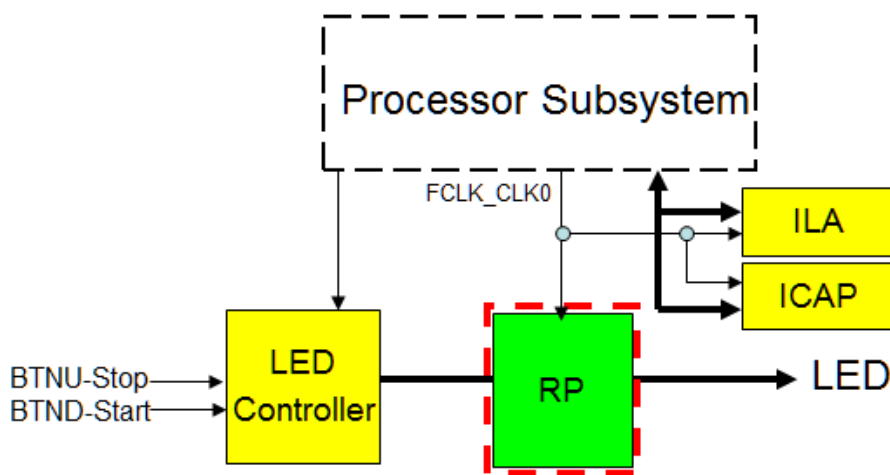 Processor Subsystem
FCLK_CLK0
ILA
ICAP
LED
Controller
RP
LED
BTNU-Stop
BTND-Start